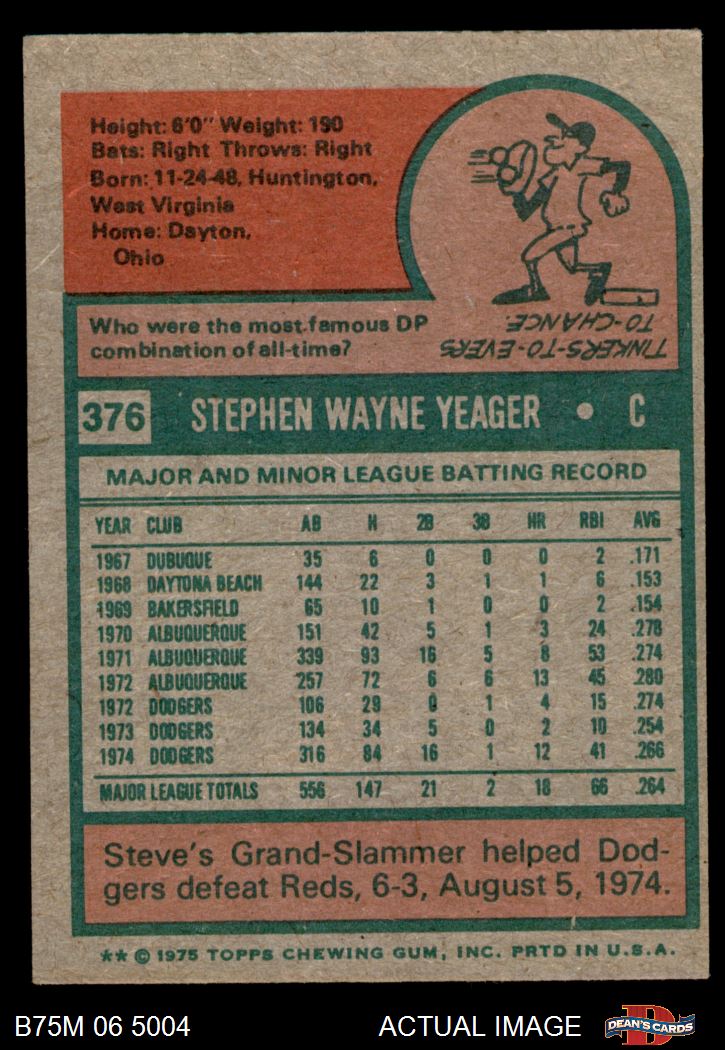 Height: 6'0" Weight: 190
Bats: Right Throws: Right
Born: 11-24-48, Huntington,
West Virginia
Home: Dayton,
Ohio
Who were the most famous DP
combination of all-time?
TINKERS-TO-EVERS
TO-CHANCE.
376 STEPHEN WAYNE YEAGER • C
MAJOR AND MINOR LEAGUE BATTING RECORD
YEAR CLUB AB H 2B 3B HR RBI AVG
1967 DUBUQUE 35 6 0 0 0 2 .171
1968 DAYTONA BEACH 144 22 3 1 1 6 .153
1969 BAKERSFIELD 65 10 1 0 0 2 .154
1970 ALBUQUERQUE 151 42 5 1 3 24 .278
1971 ALBUQUERQUE 339 93 16 5 8 53 .274
1972 ALBUQUERQUE 257 72 6 6 13 45 .280
1972 DODGERS 106 29 0 1 4 15 .274
1973 DODGERS 134 34 5 0 2 10 .254
1974 DODGERS 316 84 16 1 12 41 .266
MAJOR LEAGUE TOTALS 556 147 21 2 18 66 .264
Steve's Grand-Slammer helped Dod-
gers defeat Reds, 6-3, August 5, 1974.
** © 1975 TOPPS CHEWING GUM, INC. PRTD IN U.S.A.
B75M 06 5004 ACTUAL IMAGE D DEAN'S CARDS